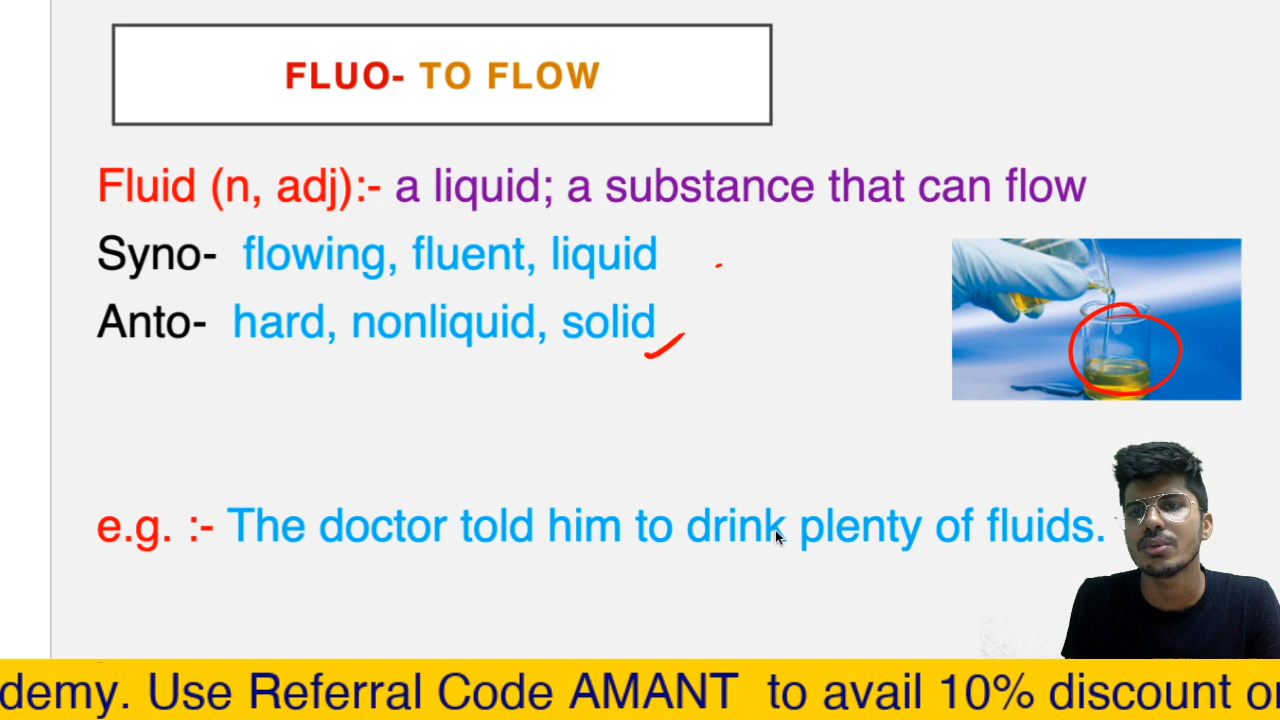 FLUO- TO FLOW
Fluid (n, adj):- a liquid; a substance that can flow
Syno- flowing, fluent, liquid
Anto- hard, nonliquid, solid
e.g. :- The doctor told him to drink plenty of fluids.
demy. Use Referral Code AMANT to avail 10% discount o